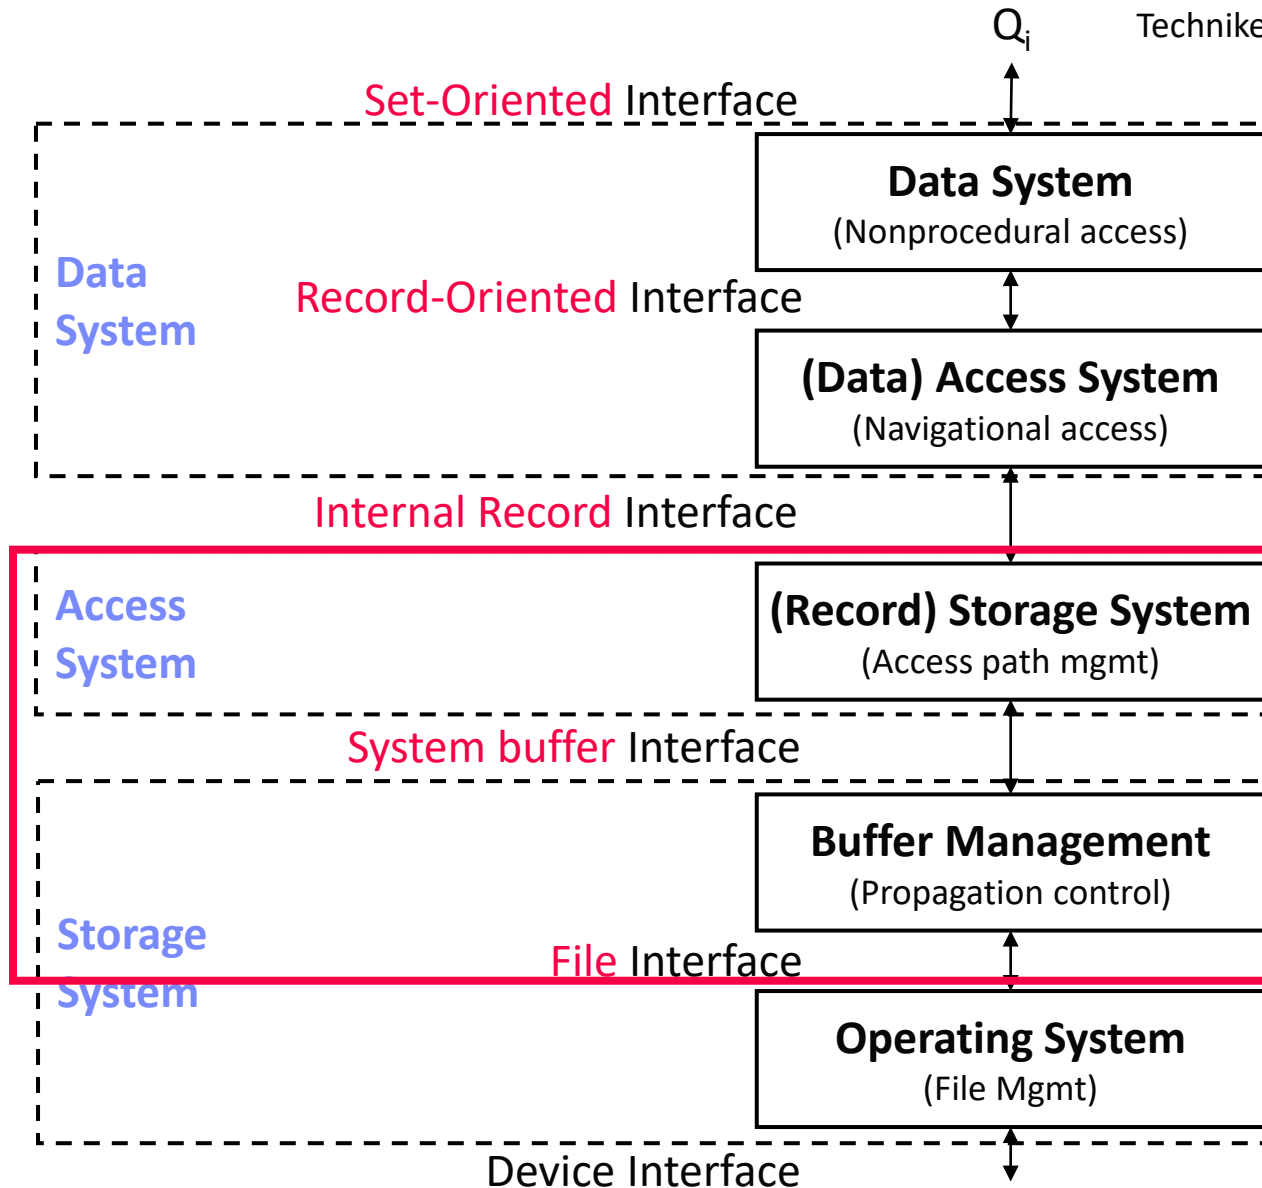 Q_i
Technike
Set-Oriented Interface
Data System
(Nonprocedural access)
Data
System
Record-Oriented Interface
(Data) Access System
(Navigational access)
Internal Record Interface
Access
System
(Record) Storage System
(Access path mgmt)
System buffer Interface
Buffer Management
(Propagation control)
Storage
System
File Interface
Operating System
(File Mgmt)
Device Interface